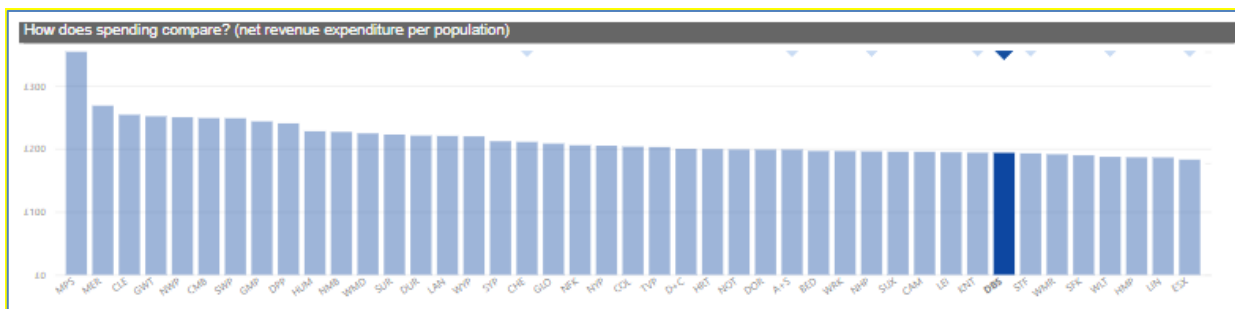 How does spending compare? (net revenue expenditure per population)
£300
£200
£100
£0
MPS MER CLE GWT NWP CMB SWP GMP DPP HUM NMB WMD SUR DUR LAN WYP SYP CHE GLO NFK NYP COL TVP D+C HRT NOT DOR A+S BED WRK NHP SUX CAM LEI KNT DBS STF WMR SFK WLT HMP LIN ESX